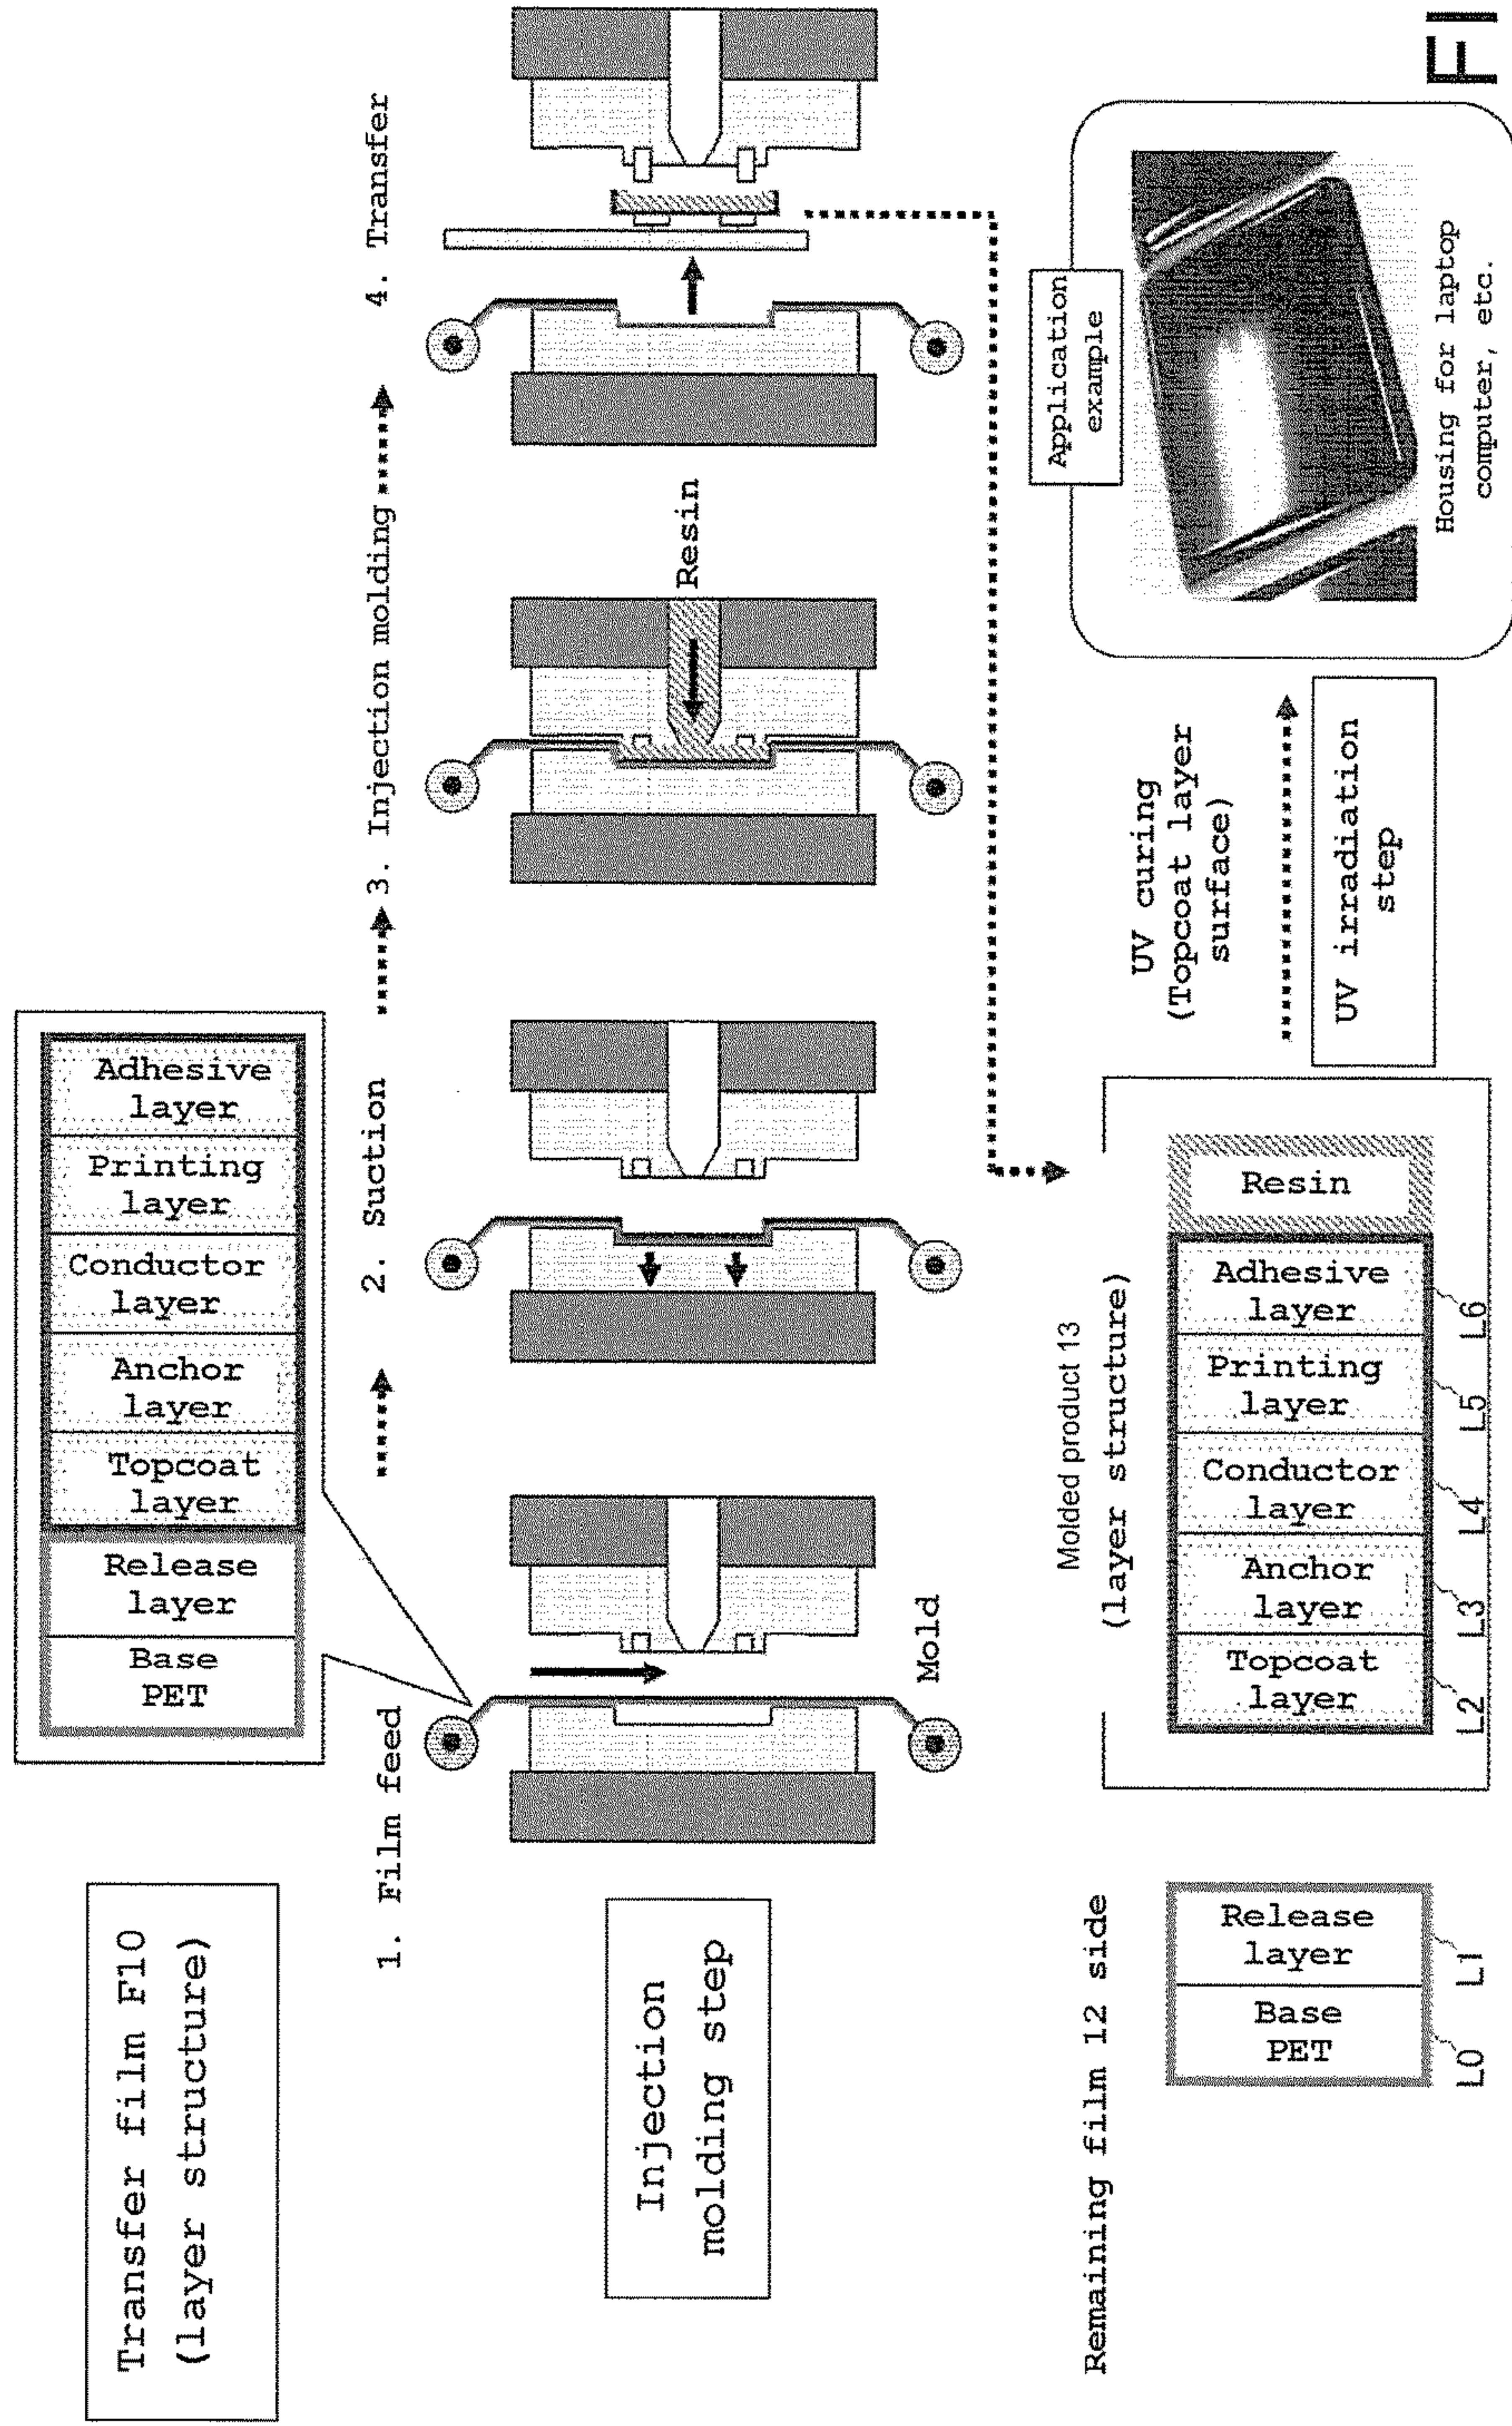 Transfer film F10
(layer structure)
Base
PET
Release
layer
Topcoat
layer
Anchor
layer
Conductor
layer
Printing
layer
Adhesive
layer
1. Film feed
2. Suction
3. Injection molding
4. Transfer
Injection
molding step
Mold
Resin
Remaining film 12 side
Base
PET
Release
layer
L0
L1
Molded product 13
(layer structure)
Topcoat
layer
Anchor
layer
Conductor
layer
Printing
layer
Adhesive
layer
Resin
L2
L3
L4
L5
L6
UV curing
(Topcoat layer
surface)
UV irradiation
step
Application
example
Housing for laptop
computer, etc.